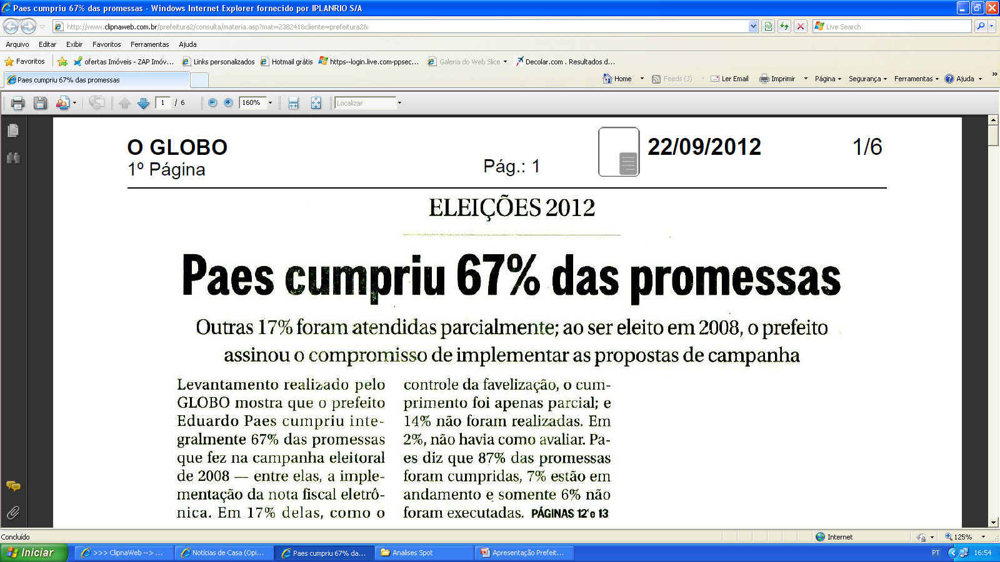 Paes cumpriu 67% das promessas - Windows Internet Explorer fornecido por IPLANRIO S/A
http://www.clipnaweb.com.br/prefeitura2/consulta/materia.asp?mat=238241&cliente=prefeitura2&
Live Search
Arquivo Editar Exibir Favoritos Ferramentas Ajuda
Favoritos ofertas Imóveis - ZAP Imóv... Links personalizados Hotmail grátis https--login.live.com-ppsec... Galeria do Web Slice Decolar.com . Resultados d...
Paes cumpriu 67% das promessas
Home Feeds (J) Ler Email Imprimir Página Segurança Ferramentas Ajuda
1 / 6 160% Localizar
O GLOBO 22/09/2012 1/6
1º Página Pág.: 1
ELEIÇÕES 2012
Paes cumpriu 67% das promessas
Outras 17% foram atendidas parcialmente; ao ser eleito em 2008, o prefeito
assinou o compromisso de implementar as propostas de campanha
Levantamento realizado pelo
GLOBO mostra que o prefeito
Eduardo Paes cumpriu inte-
gralmente 67% das promessas
que fez na campanha eleitoral
de 2008 — entre elas, a imple-
mentação da nota fiscal eletrô-
nica. Em 17% delas, como o
controle da favelização, o cum-
primento foi apenas parcial; e
14% não foram realizadas. Em
2%, não havia como avaliar. Pa-
es diz que 87% das promessas
foram cumpridas, 7% estão em
andamento e somente 6% não
foram executadas. PÁGINAS 12 e 13
Concluído Internet 125%
Iniciar >>> ClipnaWeb --> ... Notícias de Casa (Opi... Paes cumpriu 67% da... Analises Spot Apresentação Prefeit... PT 16:54